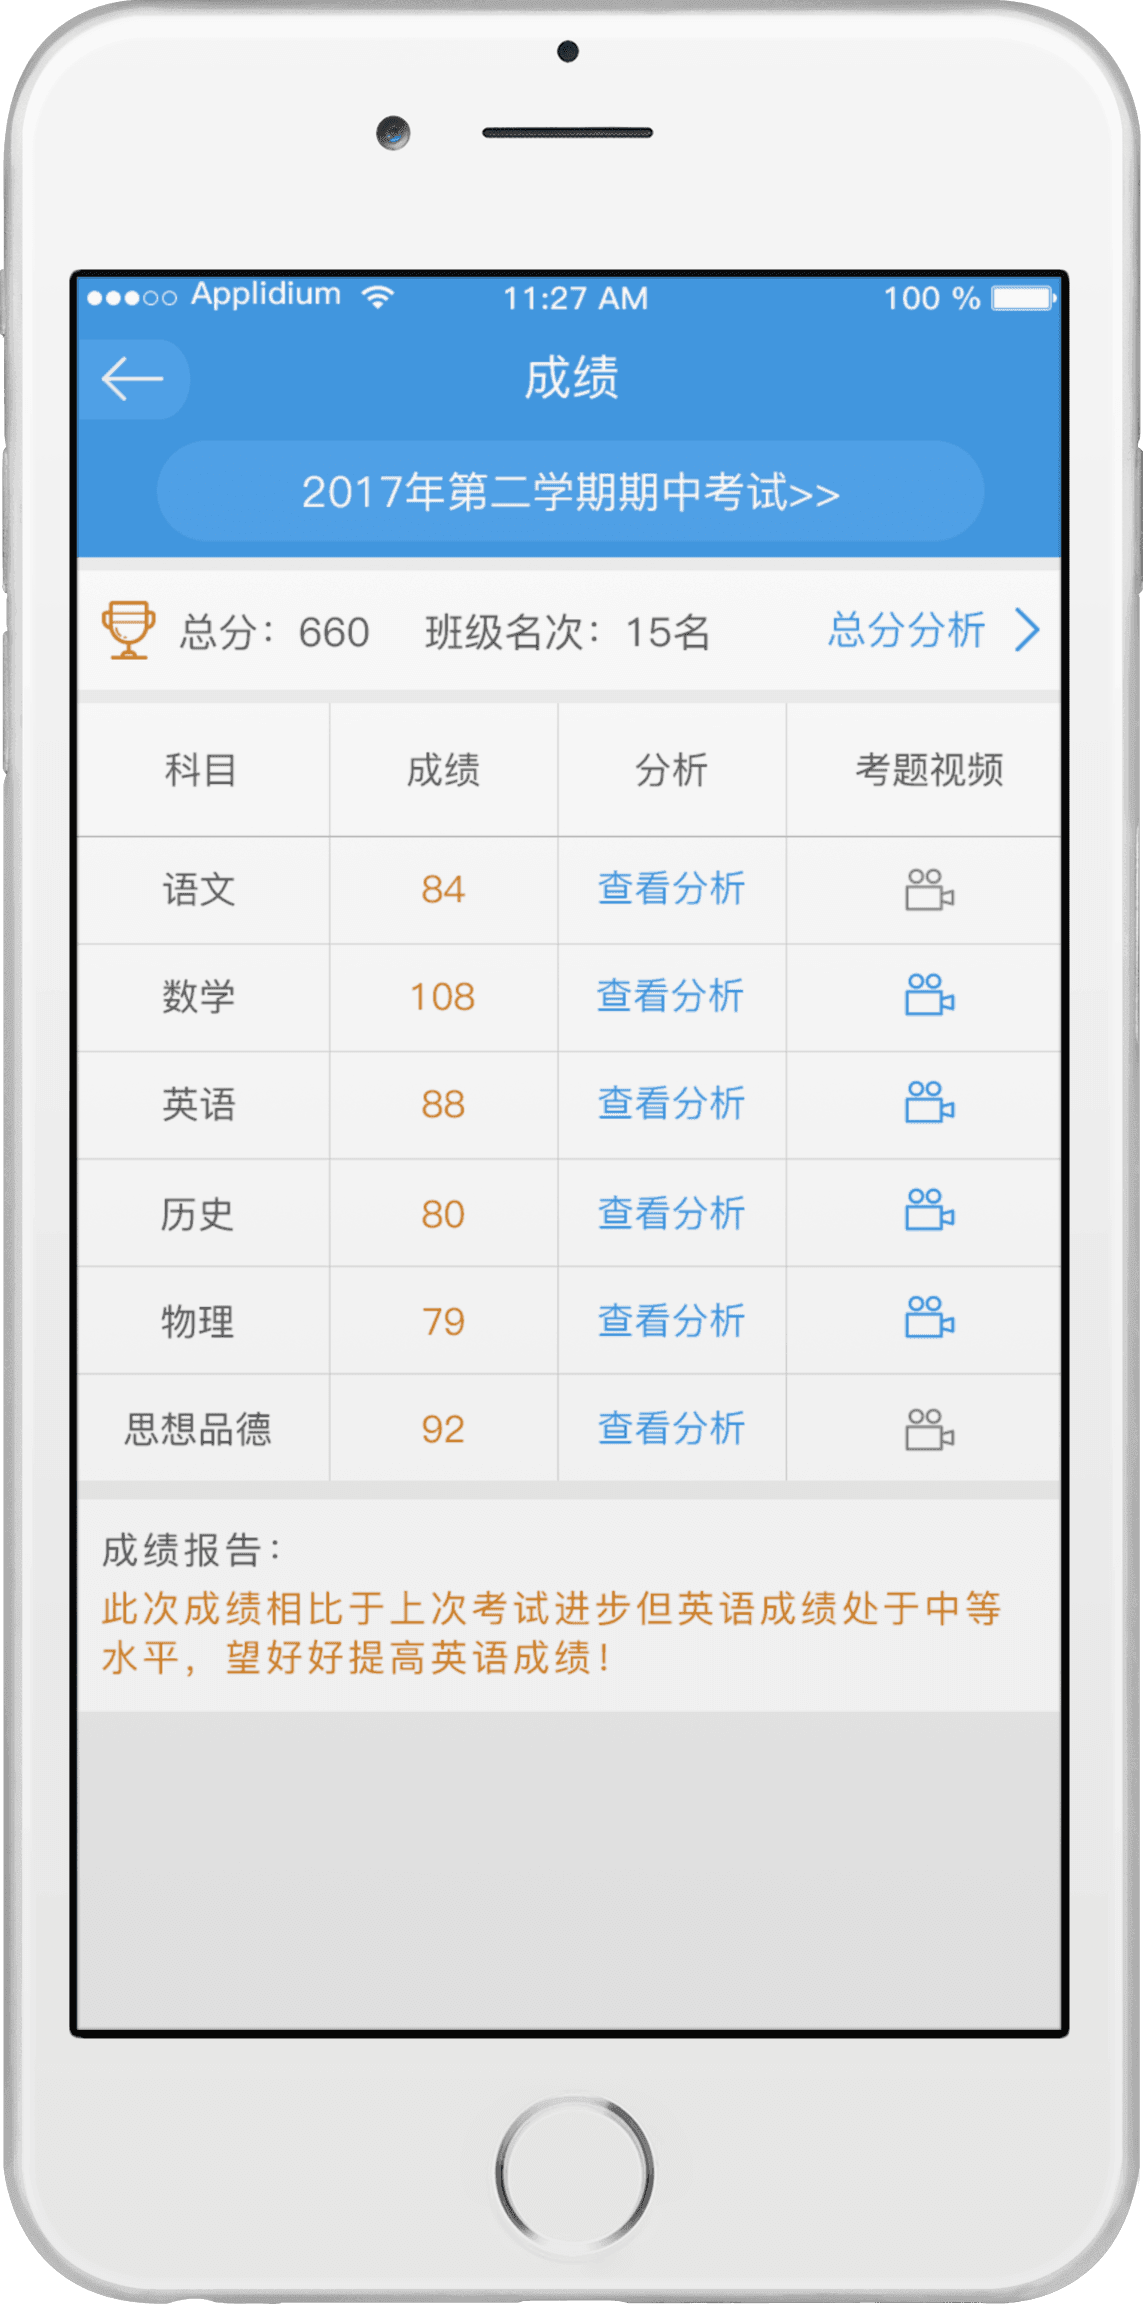 Applidium 11:27 AM 100 %
成绩
2017年第二学期期中考试>>
总分：660 班级名次：15名 总分分析
科目 成绩 分析 考题视频
语文 84 查看分析
数学 108 查看分析
英语 88 查看分析
历史 80 查看分析
物理 79 查看分析
思想品德 92 查看分析
成绩报告：
此次成绩相比于上次考试进步但英语成绩处于中等
水平，望好好提高英语成绩！